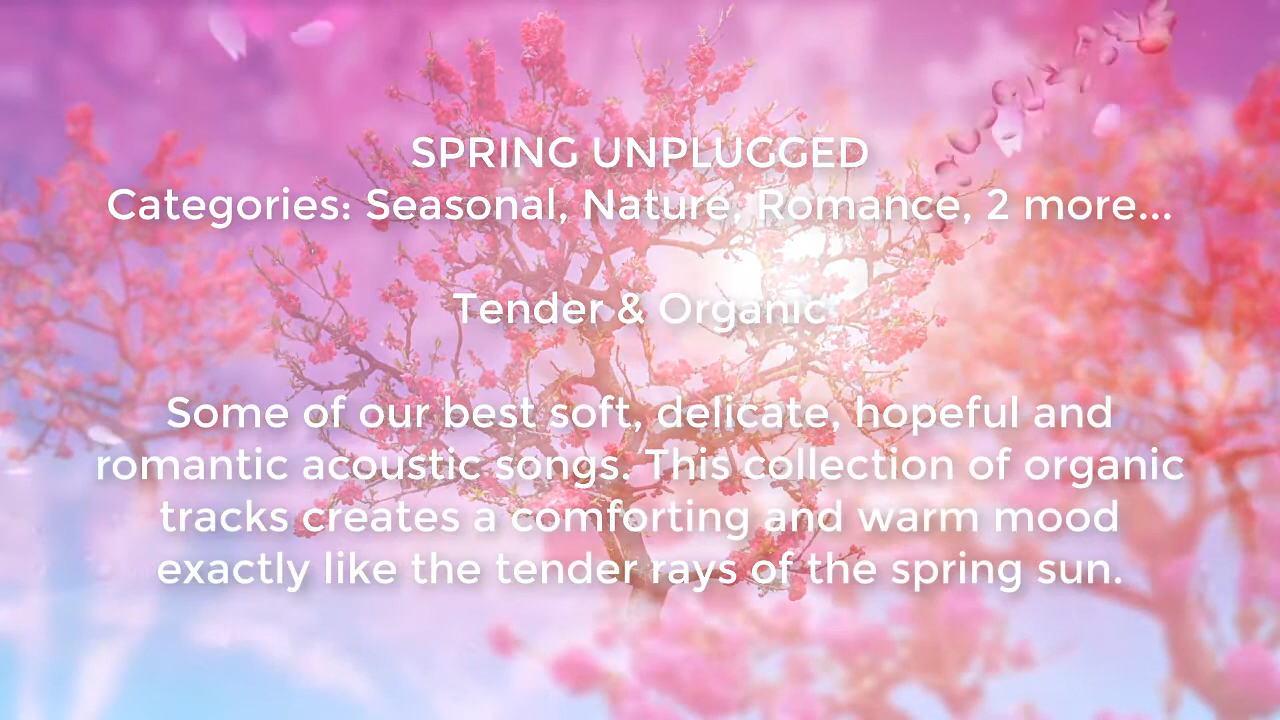 SPRING UNPLUGGED
Categories: Seasonal, Nature, Romance, 2 more...
Tender & Organic
Some of our best soft, delicate, hopeful and
romantic acoustic songs. This collection of organic
tracks creates a comforting and warm mood
exactly like the tender rays of the spring sun.